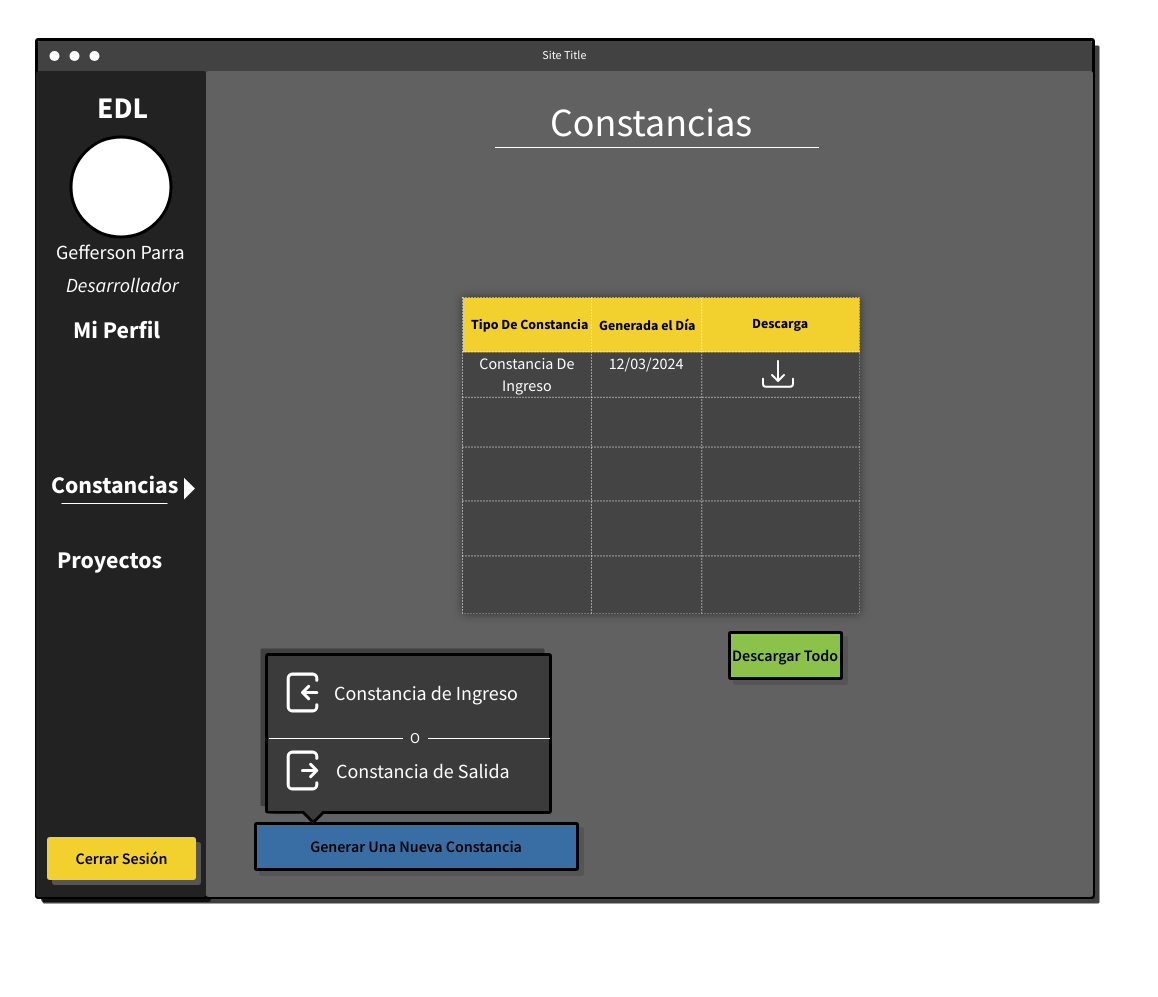 Site Title
EDL
Gefferson Parra
Desarrollador
Mi Perfil
Constancias
Proyectos
Cerrar Sesión
Constancias
Tipo De Constancia
Generada el Día
Descarga
Constancia De
Ingreso
12/03/2024
Descargar Todo
Constancia de Ingreso
O
Constancia de Salida
Generar Una Nueva Constancia